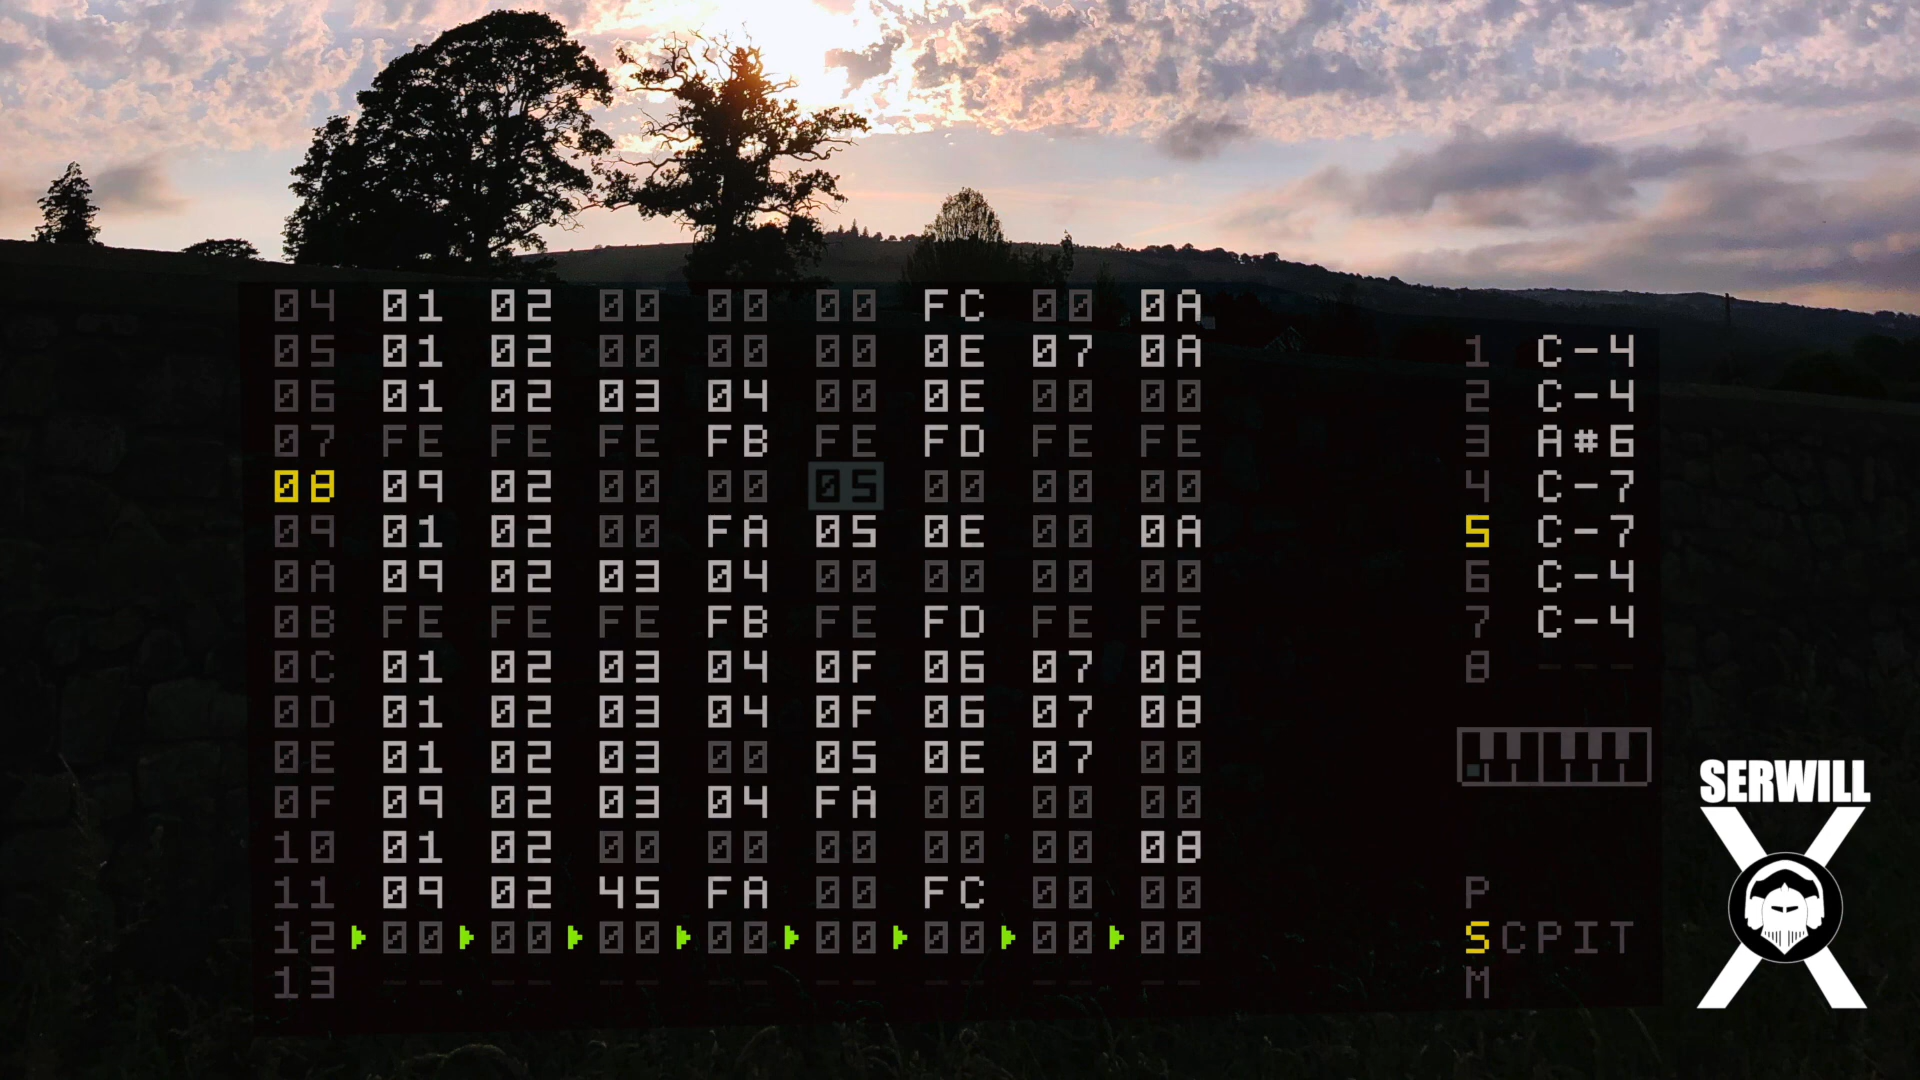 04 01 02 00 00 00 FC 00 0A
05 01 02 00 00 00 0E 07 0A 1 C-4
06 01 02 03 04 00 0E 00 00 2 C-4
07 FE FE FE FB FE FD FE FE 3 A#6
08 09 02 00 00 05 00 00 00 4 C-7
09 01 02 00 FA 05 0E 00 0A 5 C-7
0A 09 02 03 04 00 00 00 00 6 C-4
0B FE FE FE FB FE FD FE FE 7 C-4
0C 01 02 03 04 0F 06 07 08 8 ---
0D 01 02 03 04 0F 06 07 08
0E 01 02 03 00 05 0E 07 00
0F 09 02 03 04 FA 00 00 00
10 01 02 00 00 00 00 00 08
11 09 02 45 FA 00 FC 00 00 P
12 00 00 00 00 00 00 00 00 SCPIT
13 -- -- -- -- -- -- -- -- M
SERWILL
X